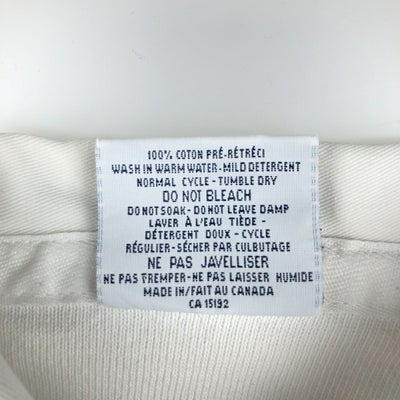 100% COTON PRÉ-RÉTRÉCI
WASH IN WARM WATER-MILD DETERGENT
NORMAL CYCLE-TUMBLE DRY
DO NOT BLEACH
DO NOT SOAK-DO NOT LEAVE DAMP
LAVER À L'EAU TIÈDE -
DÉTERGENT DOUX - CYCLE
RÉGULIER-SÉCHER PAR CULBUTAGE
NE PAS JAVELLISER
NE PAS TREMPER-NE PAS LAISSER HUMIDE
MADE IN/FAIT AU CANADA
CA 15192